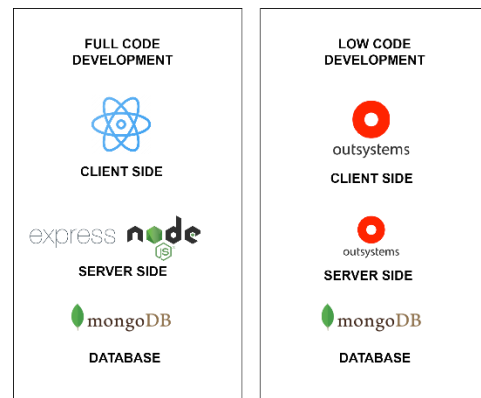 FULL CODE
DEVELOPMENT
CLIENT SIDE
express node
JS
SERVER SIDE
mongoDB
DATABASE
LOW CODE
DEVELOPMENT
outsystems
CLIENT SIDE
outsystems
SERVER SIDE
mongoDB
DATABASE